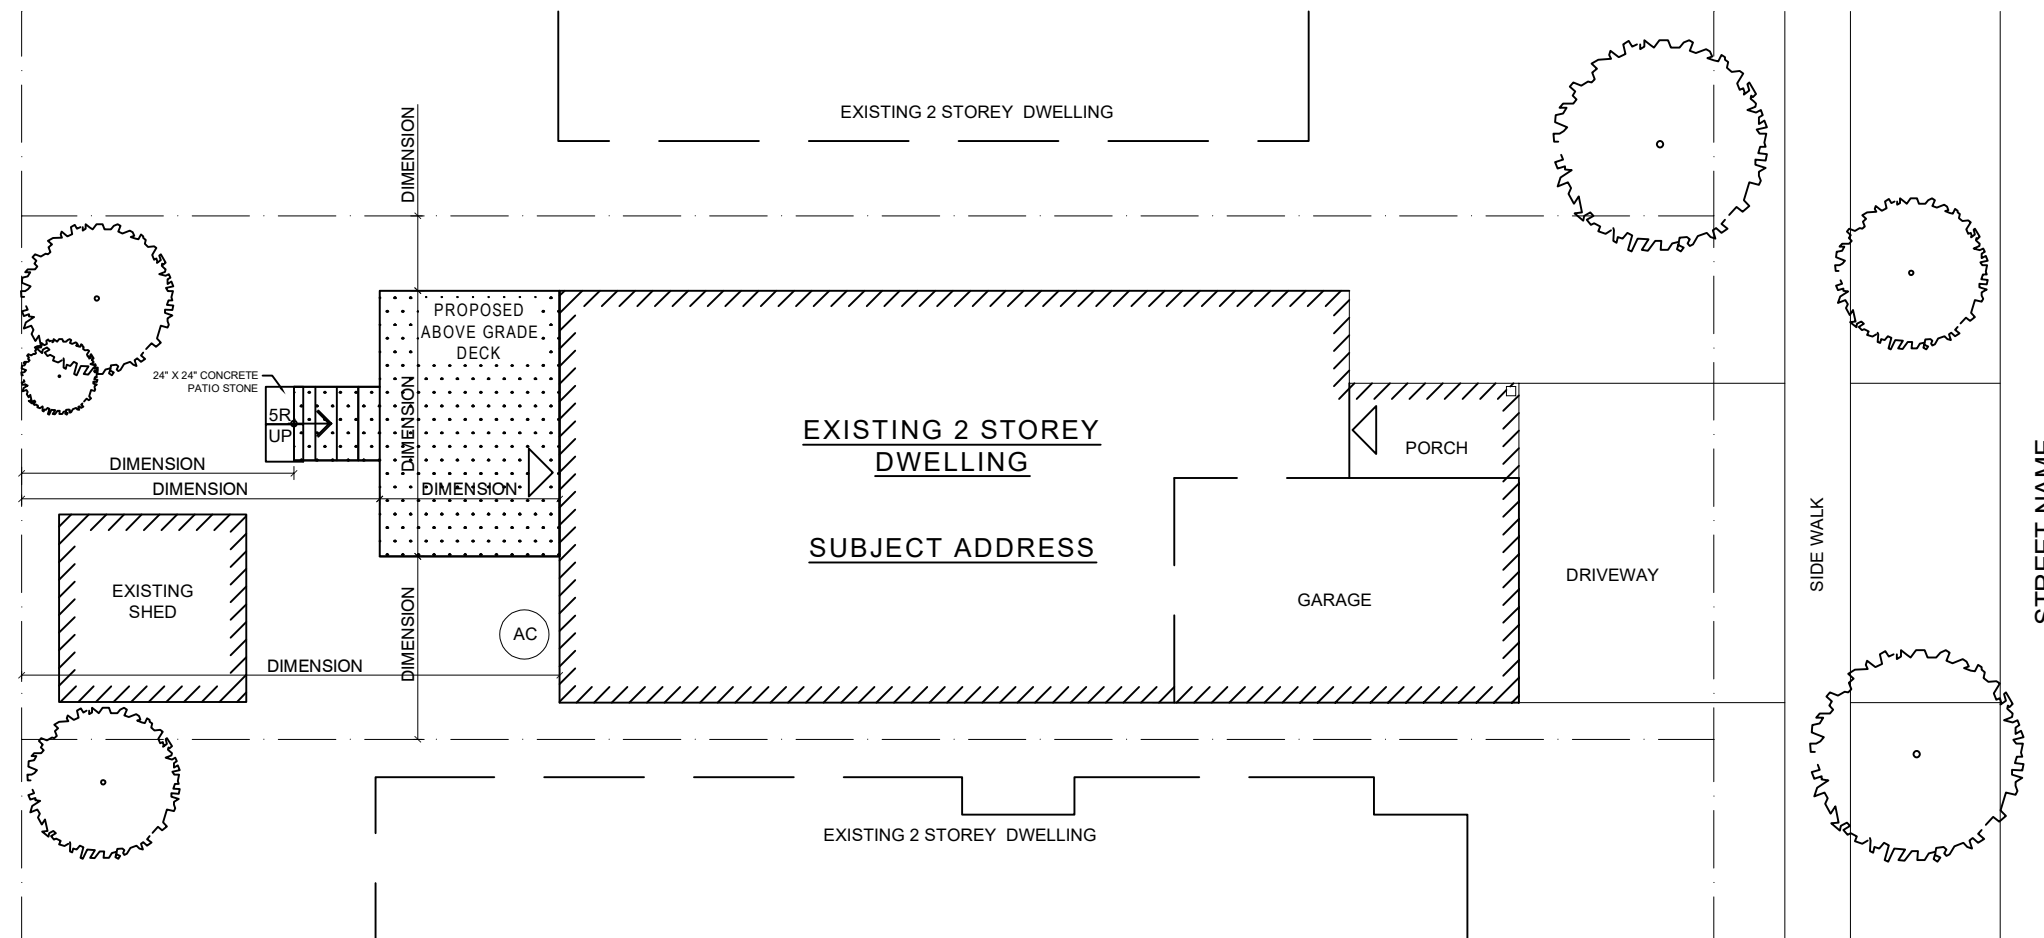 EXISTING 2 STOREY DWELLING
DIMENSION
PROPOSED
ABOVE GRADE
DECK
24" X 24" CONCRETE
PATIO STONE
5R
UP
DIMENSION
EXISTING 2 STOREY
DWELLING
PORCH
DIMENSION
DIMENSION
DIMENSION
SUBJECT ADDRESS
SIDE WALK
STREET NAME
DRIVEWAY
EXISTING
SHED
GARAGE
DIMENSION
AC
DIMENSION
EXISTING 2 STOREY DWELLING